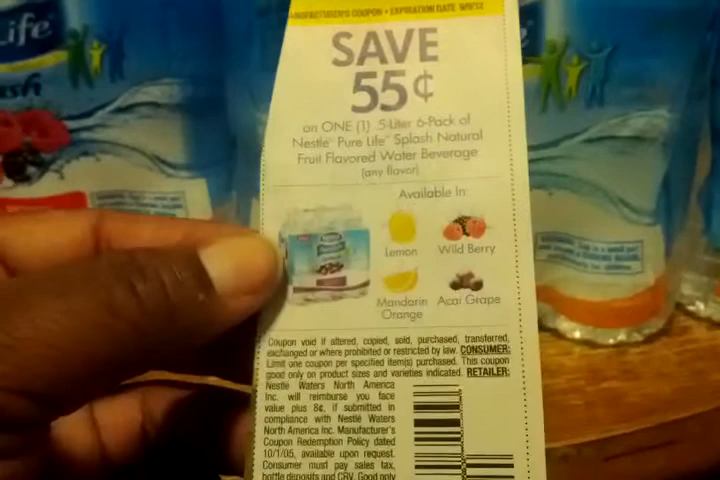 Life
ANUFACTURER'S COUPON • EXPIRATION DATE
SAVE
55¢
on ONE (1) .5-Liter 6-Pack of
Nestle Pure Life Splash Natural
Fruit Flavored Water Beverage
(any flavor)
Available In:
Lemon
Wild Berry
Mandarin
Orange
Acai Grape
Coupon void if altered, copied, sold, purchased, transferred,
exchanged or where prohibited or restricted by law. CONSUMER:
Limit one coupon per specified item(s) purchased. This coupon
good only on product sizes and varieties indicated. RETAILER:
Nestle Waters North America
Inc. will reimburse you face
value plus 8¢, if submitted in
compliance with Nestle Waters
North America Inc. Manufacturer's
Coupon Redemption Policy dated
10/1/05, available upon request.
Consumer must pay sales tax,
bottle deposits and CRV. Good only